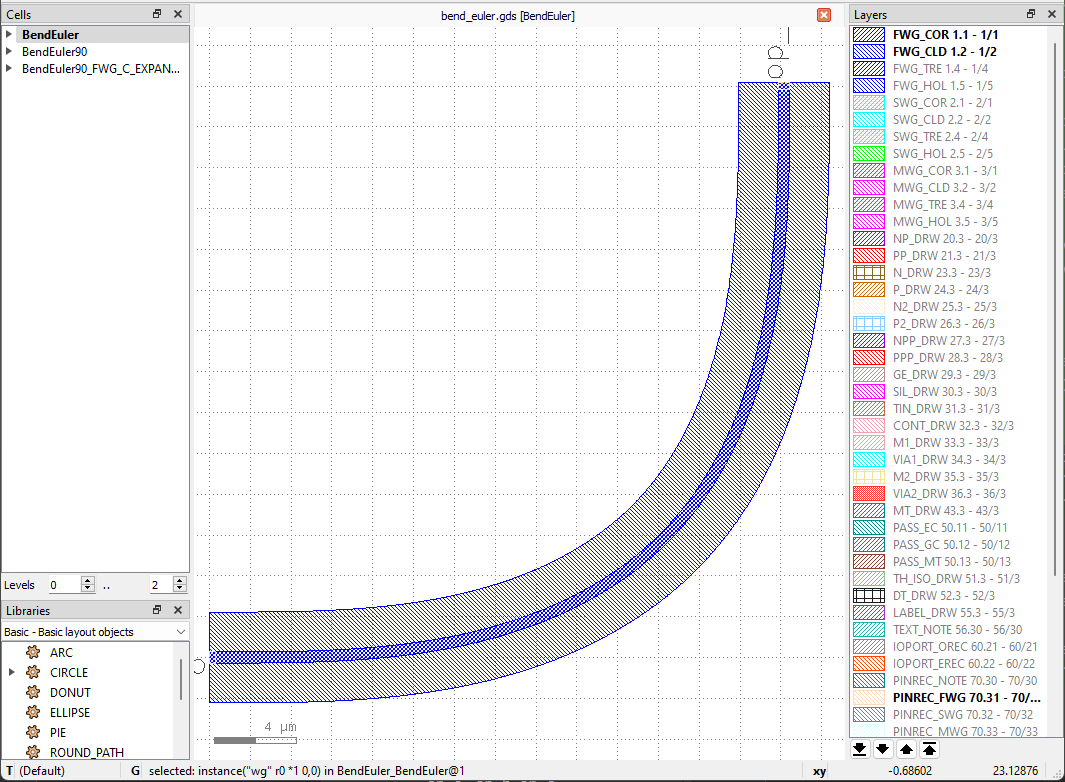 Cells
BendEuler
BendEuler90
BendEuler90_FWG_C_EXPAN...
Levels 0 .. 2
Libraries
Basic - Basic layout objects
ARC
CIRCLE
DONUT
ELLIPSE
PIE
ROUND_PATH
bend_euler.gds [BendEuler]
4 µm
Layers
FWG_COR 1.1 - 1/1
FWG_CLD 1.2 - 1/2
FWG_TRE 1.4 - 1/4
FWG_HOL 1.5 - 1/5
SWG_COR 2.1 - 2/1
SWG_CLD 2.2 - 2/2
SWG_TRE 2.4 - 2/4
SWG_HOL 2.5 - 2/5
MWG_COR 3.1 - 3/1
MWG_CLD 3.2 - 3/2
MWG_TRE 3.4 - 3/4
MWG_HOL 3.5 - 3/5
NP_DRW 20.3 - 20/3
PP_DRW 21.3 - 21/3
N_DRW 23.3 - 23/3
P_DRW 24.3 - 24/3
N2_DRW 25.3 - 25/3
P2_DRW 26.3 - 26/3
NPP_DRW 27.3 - 27/3
PPP_DRW 28.3 - 28/3
GE_DRW 29.3 - 29/3
SIL_DRW 30.3 - 30/3
TIN_DRW 31.3 - 31/3
CONT_DRW 32.3 - 32/3
M1_DRW 33.3 - 33/3
VIA1_DRW 34.3 - 34/3
M2_DRW 35.3 - 35/3
VIA2_DRW 36.3 - 36/3
MT_DRW 43.3 - 43/3
PASS_EC 50.11 - 50/11
PASS_GC 50.12 - 50/12
PASS_MT 50.13 - 50/13
TH_ISO_DRW 51.3 - 51/3
DT_DRW 52.3 - 52/3
LABEL_DRW 55.3 - 55/3
TEXT_NOTE 56.30 - 56/30
IOPORT_OREC 60.21 - 60/21
IOPORT_EREC 60.22 - 60/22
PINREC_NOTE 70.30 - 70/30
PINREC_FWG 70.31 - 70/...
PINREC_SWG 70.32 - 70/32
PINREC_MWG 70.33 - 70/33
T (Default) G selected: instance("wg" r0 *1 0,0) in BendEuler_BendEuler@1 xy -0.68602 23.12876